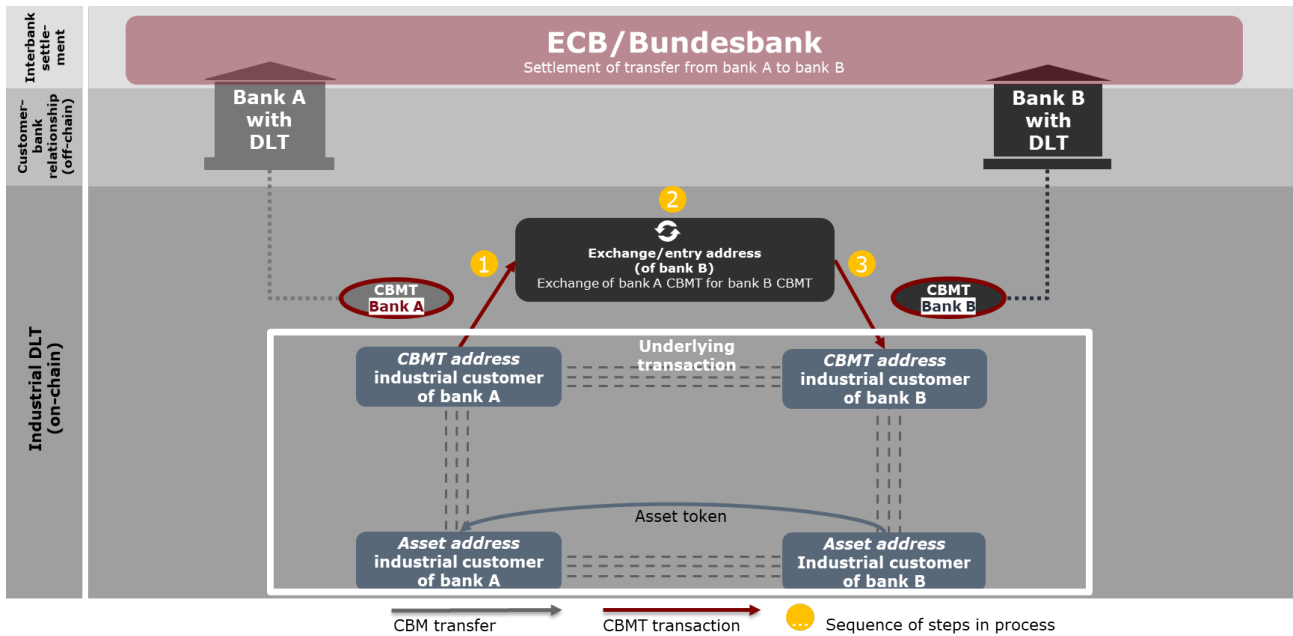 Interbank
settle-
ment
ECB/Bundesbank
Settlement of transfer from bank A to bank B
Customer-
bank
relationship
(off-chain)
Bank A
with
DLT
Bank B
with
DLT
Industrial DLT
(on-chain)
2
1
Exchange/entry address
(of bank B)
Exchange of bank A CBMT for bank B CBMT
3
CBMT
Bank A
CBMT
Bank B
CBMT address
industrial customer
of bank A
Underlying
transaction
CBMT address
industrial customer
of bank B
Asset token
Asset address
industrial customer
of bank A
Asset address
Industrial customer
of bank B
CBM transfer
CBMT transaction
...
Sequence of steps in process